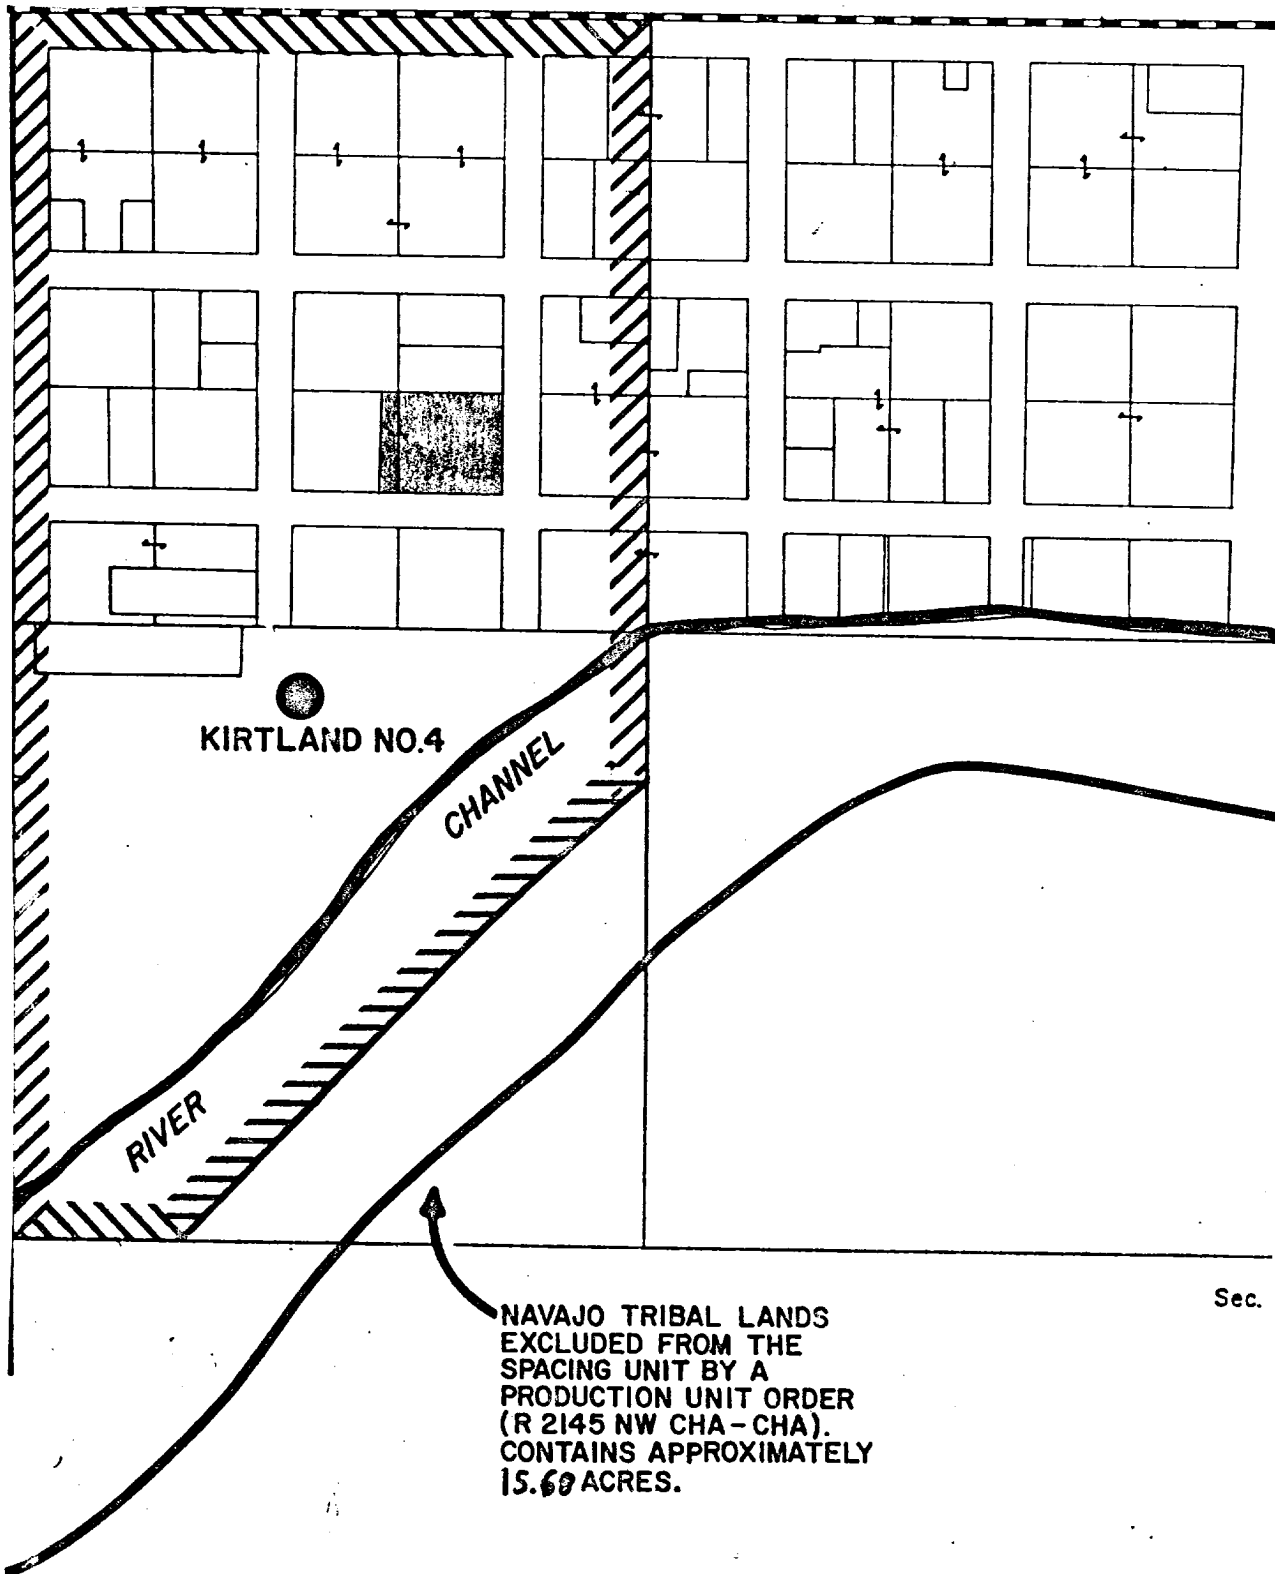 KIRTLAND NO.4
CHANNEL
RIVER
Sec.
NAVAJO TRIBAL LANDS
EXCLUDED FROM THE
SPACING UNIT BY A
PRODUCTION UNIT ORDER
(R 2145 NW CHA-CHA).
CONTAINS APPROXIMATELY
15.60 ACRES.